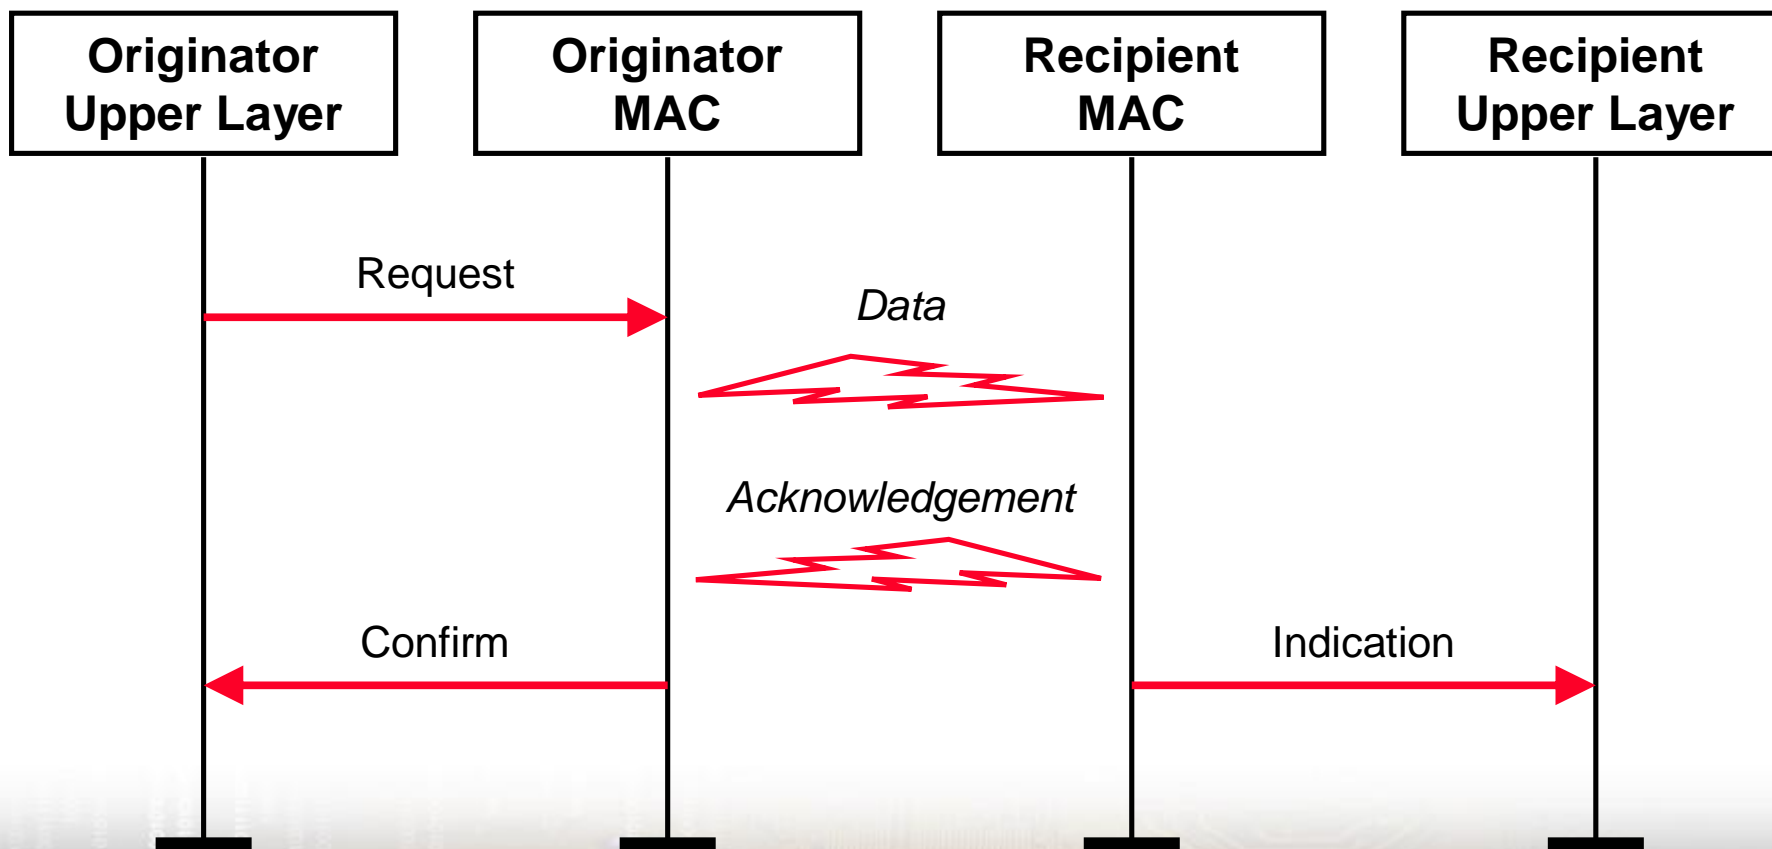 Originator
Upper Layer
Originator
MAC
Recipient
MAC
Recipient
Upper Layer
Request
Data
Acknowledgement
Confirm
Indication